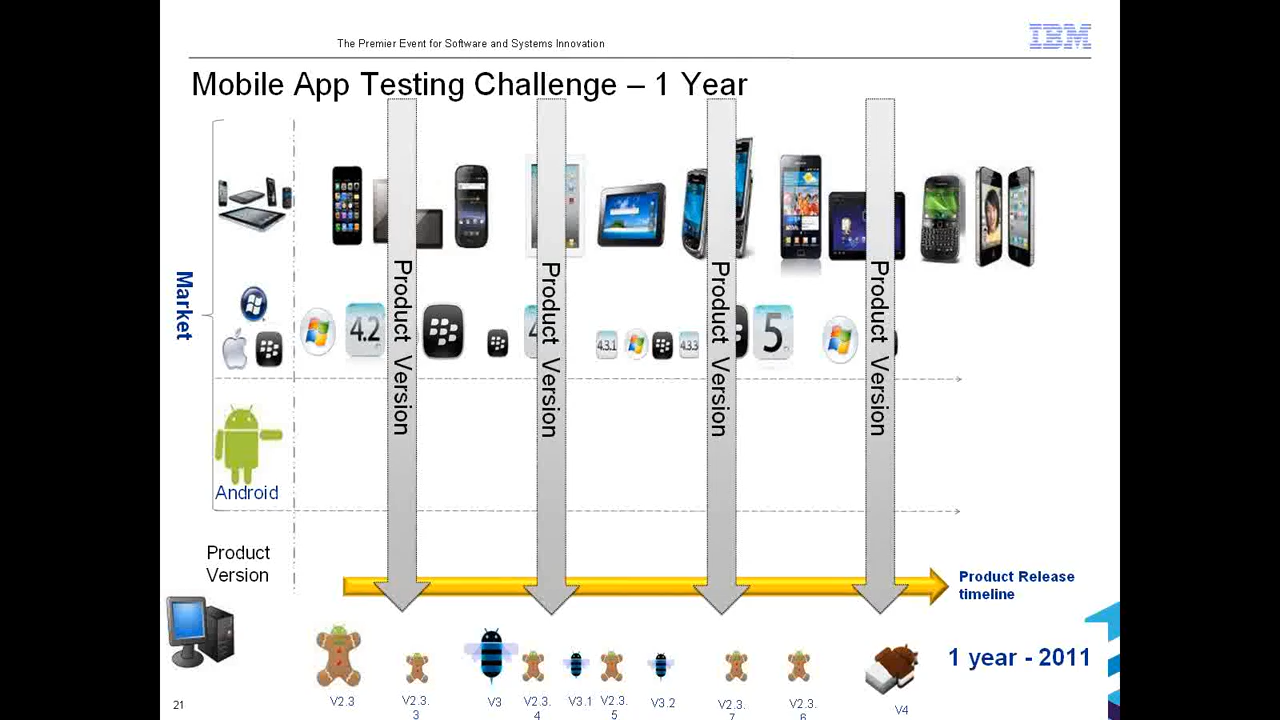 r Event for Software and Systems Innovation
IBM
Mobile App Testing Challenge – 1 Year
Market
4.2
4.3.1
4.3.3
5
Product Version
Product Version
Product Version
Product Version
Android
Product
Version
Product Release
timeline
1 year - 2011
V2.3
V2.3.
3
V3
V2.3.
4
V3.1
V2.3.
5
V3.2
V2.3.
7
V2.3.
6
V4
21